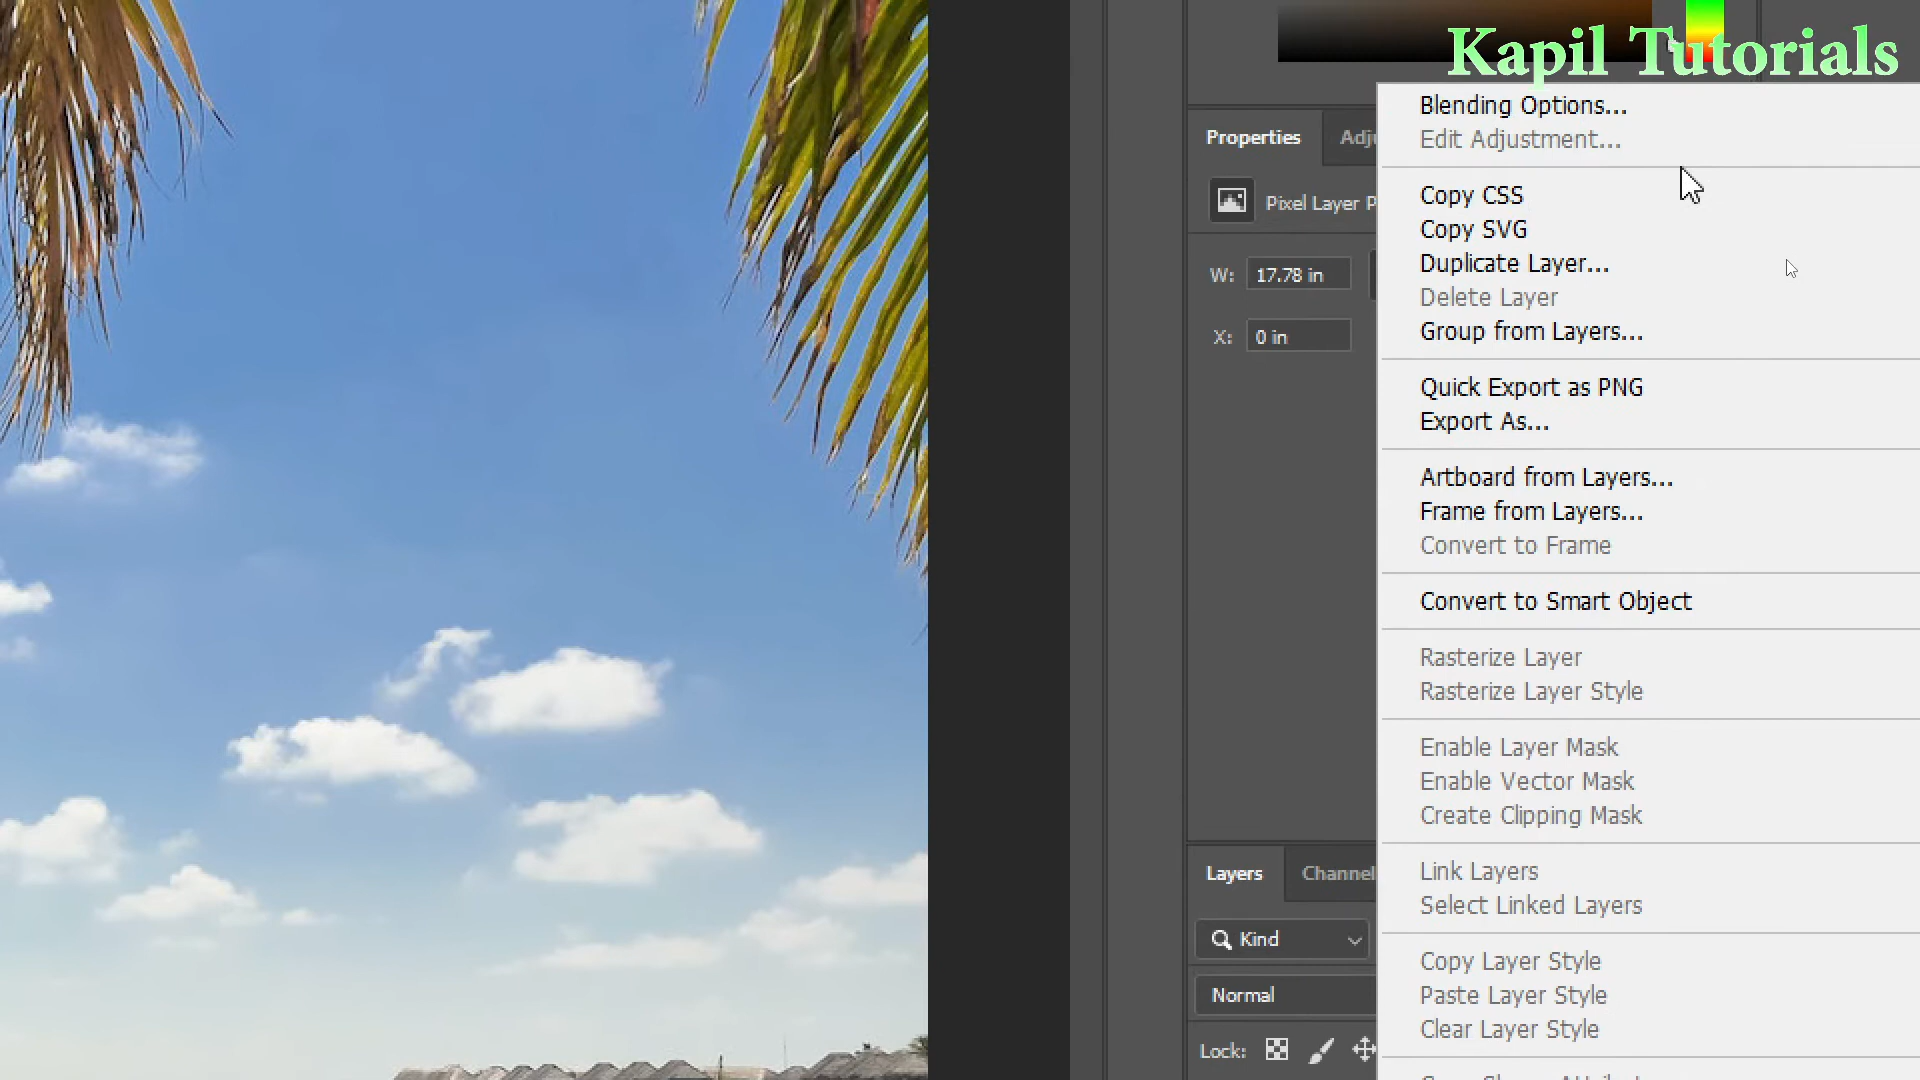 Kapil Tutorials
Blending Options...
Edit Adjustment...
Properties
Adju
Copy CSS
Copy SVG
Pixel Layer P
Duplicate Layer...
W: 17.78 in
Delete Layer
Group from Layers...
X: 0 in
Quick Export as PNG
Export As...
Artboard from Layers...
Frame from Layers...
Convert to Frame
Convert to Smart Object
Rasterize Layer
Rasterize Layer Style
Enable Layer Mask
Enable Vector Mask
Create Clipping Mask
Layers
Channel
Link Layers
Select Linked Layers
Kind
Copy Layer Style
Normal
Paste Layer Style
Clear Layer Style
Lock: